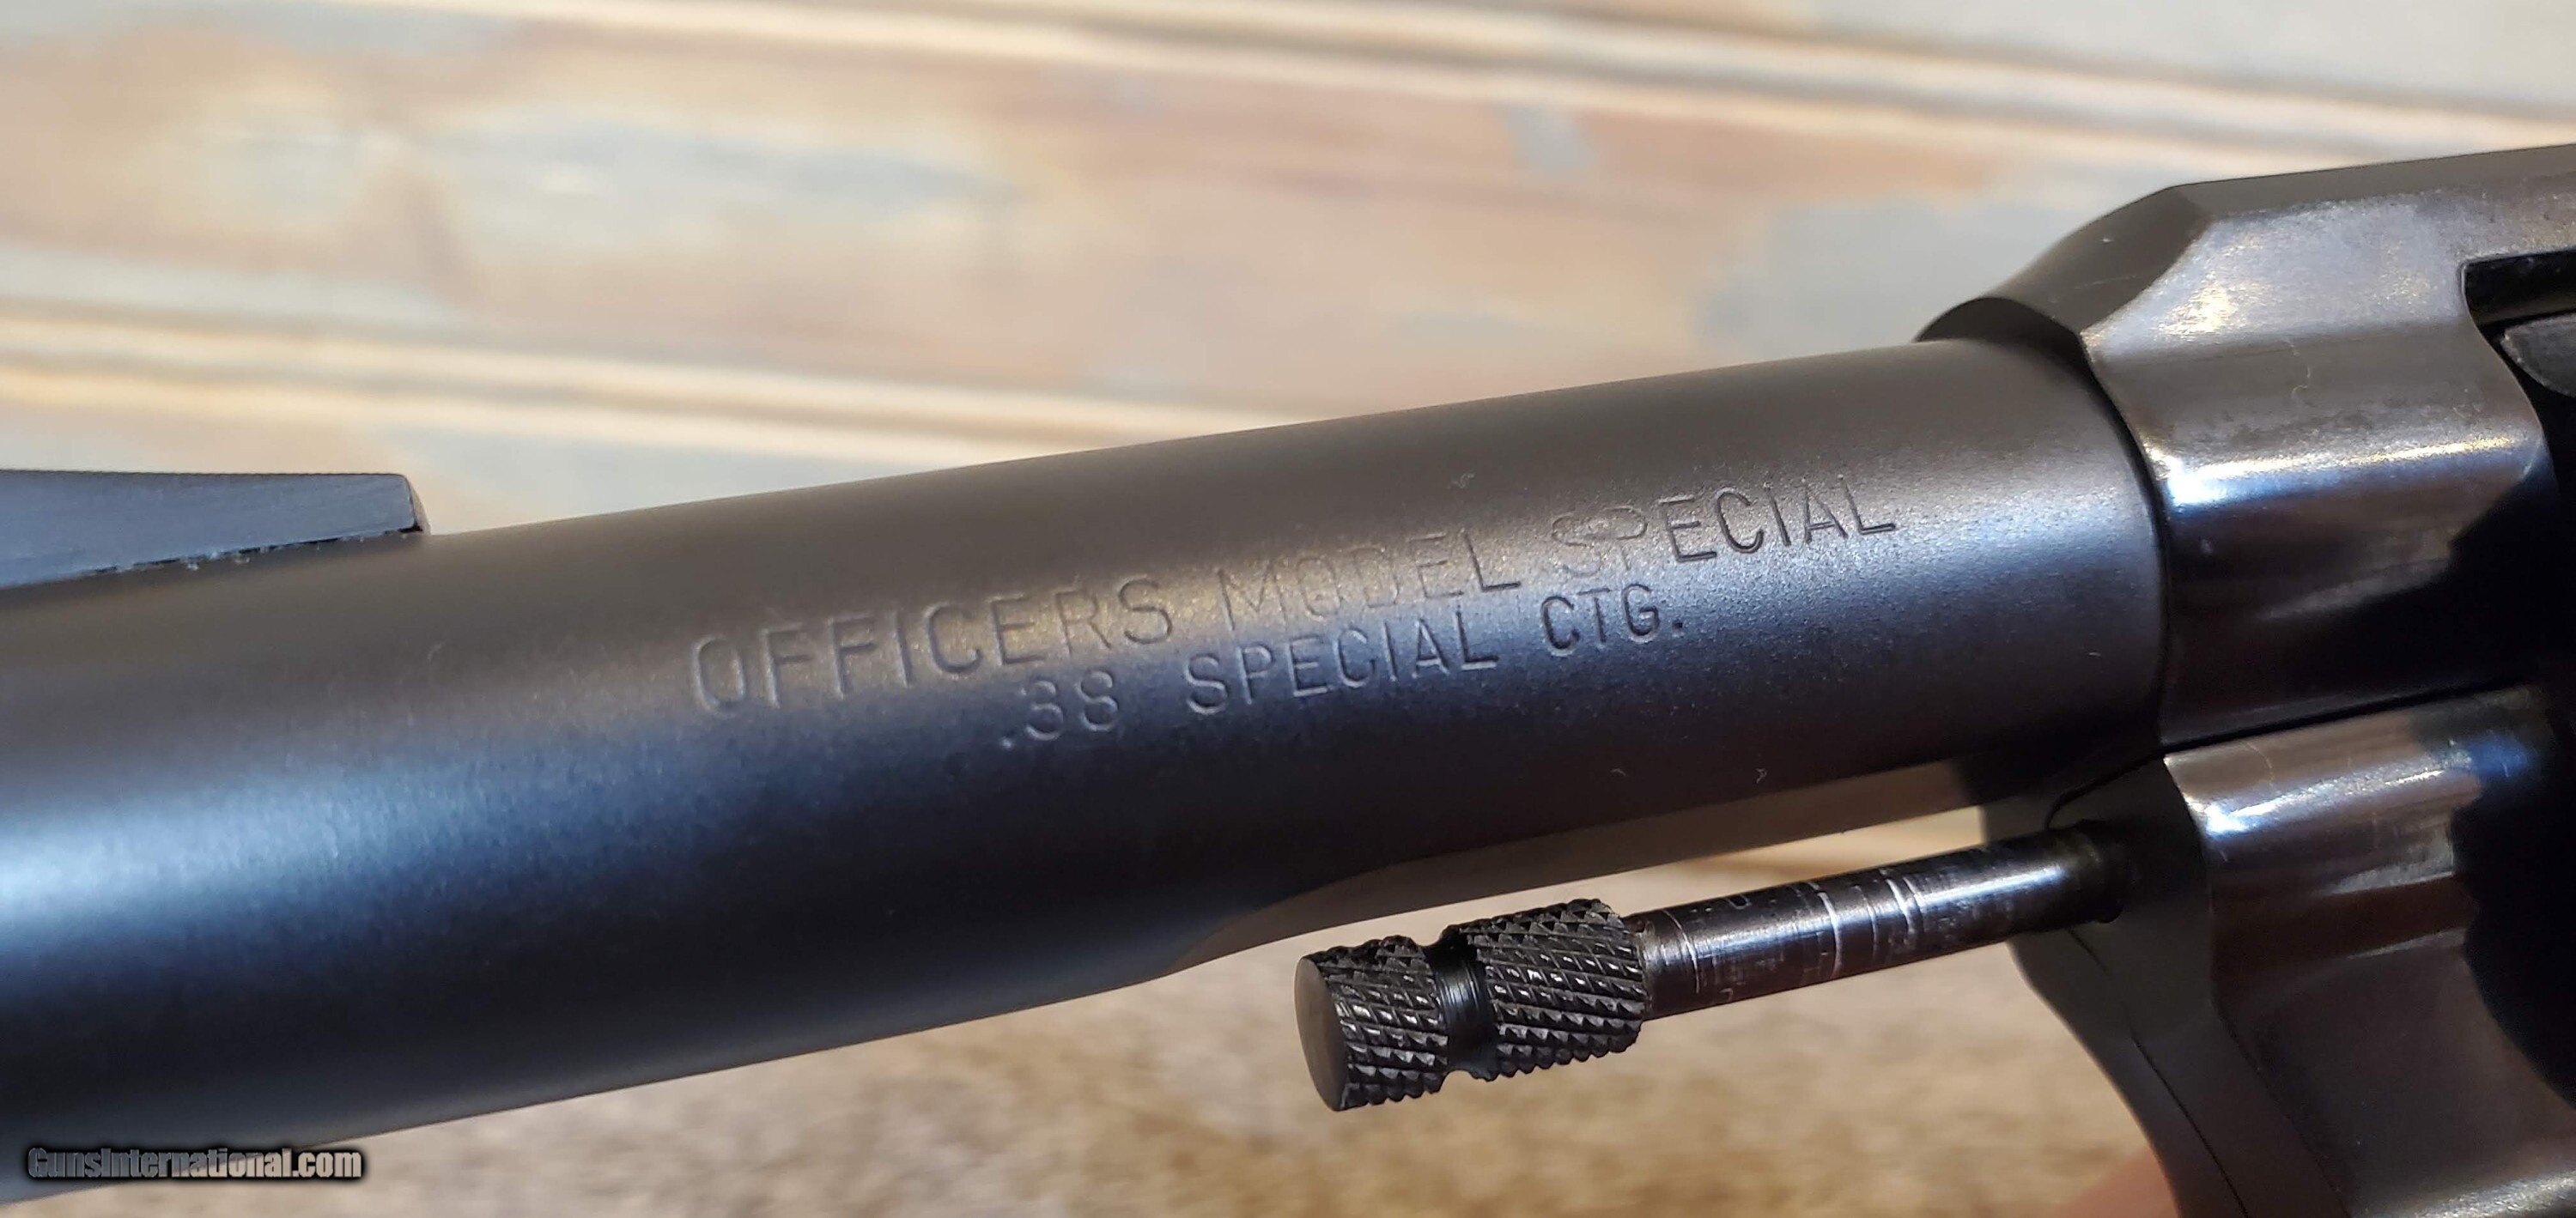 OFFICERS MODEL SPECIAL
.38 SPECIAL CTG.
GunsInternational.com